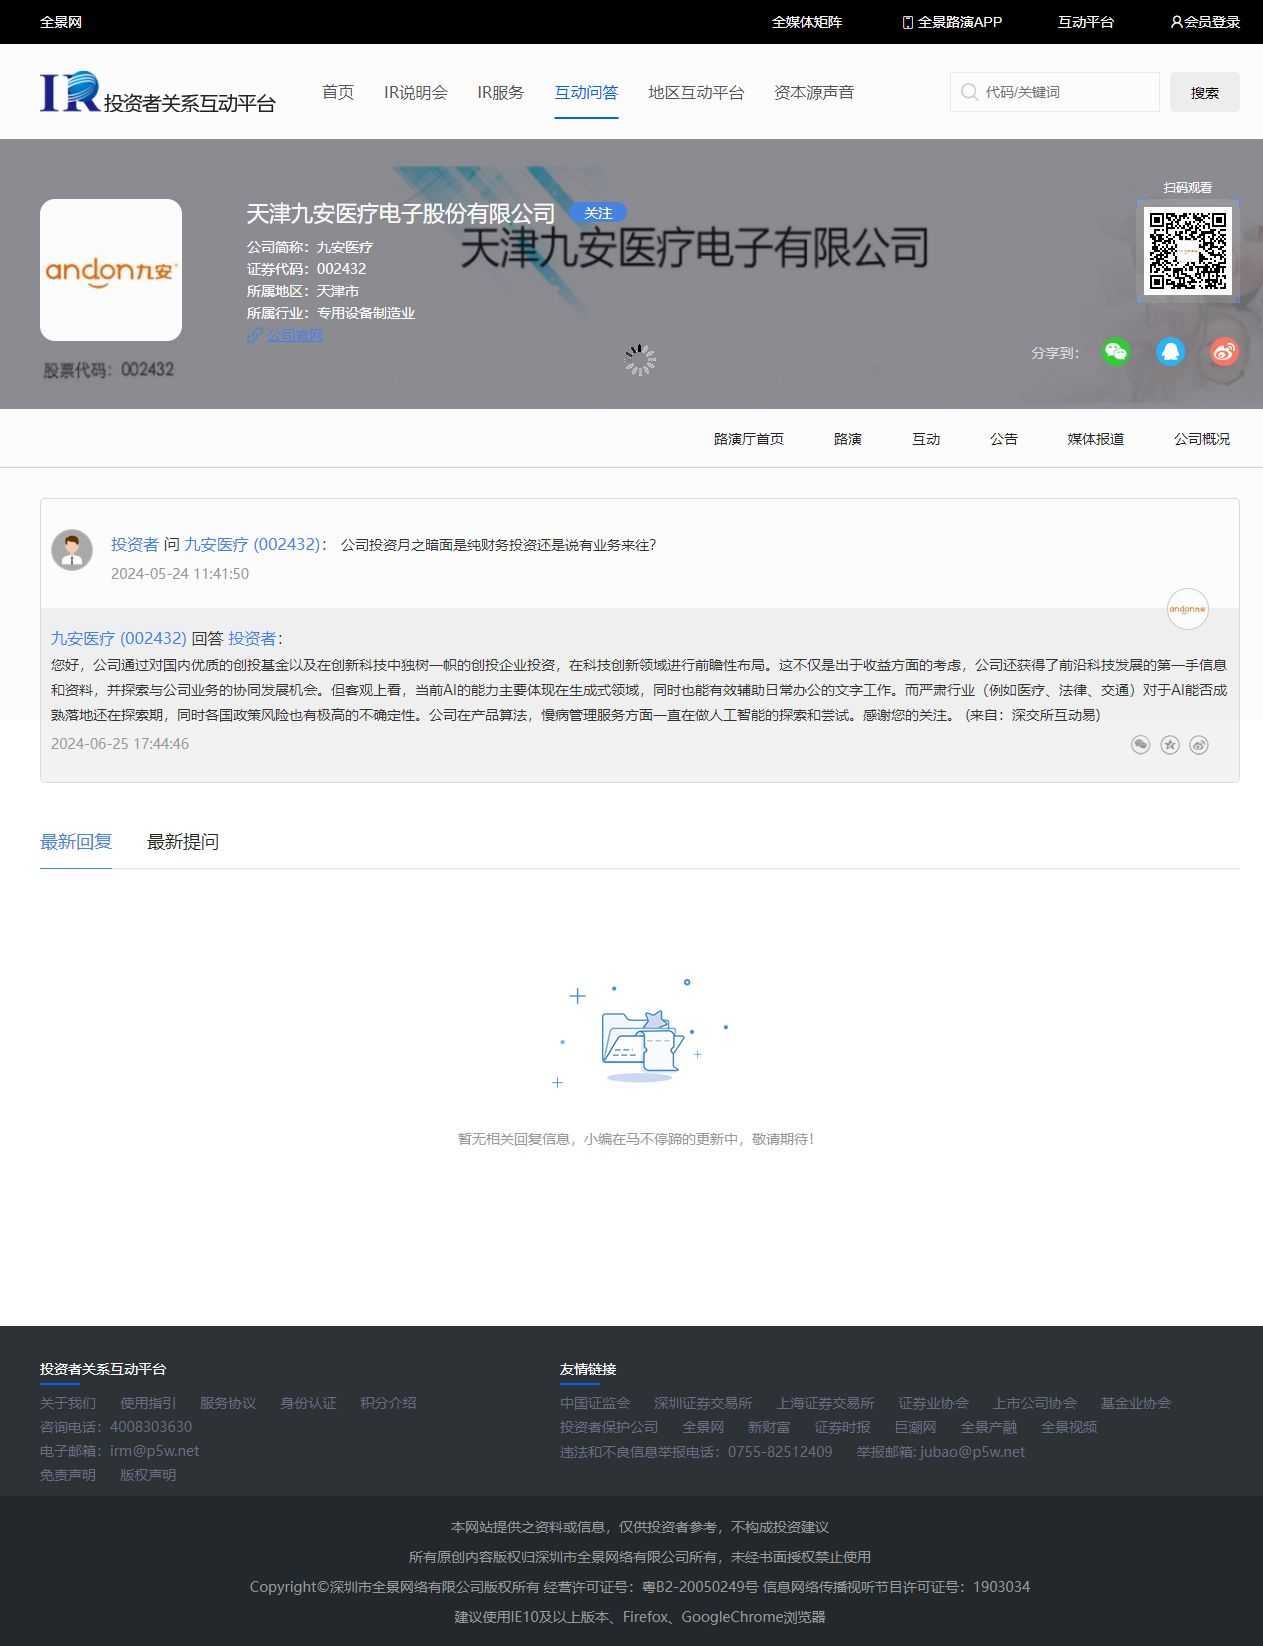 全景网
全媒体矩阵 全景路演APP 互动平台 会员登录
IR投资者关系互动平台
首页 IR说明会 IR服务 互动问答 地区互动平台 资本源声音
代码/关键词 搜索
扫码观看
天津九安医疗电子股份有限公司 关注
天津九安医疗电子有限公司
andon九安
公司简称：九安医疗
证券代码：002432
所属地区：天津市
所属行业：专用设备制造业
公司官网
股票代码：002432
分享到：
路演厅首页 路演 互动 公告 媒体报道 公司概况
投资者 问 九安医疗 (002432)： 公司投资月之暗面是纯财务投资还是说有业务来往？
2024-05-24 11:41:50
andon九安
九安医疗 (002432) 回答 投资者：
您好，公司通过对国内优质的创投基金以及在创新科技中独树一帜的创投企业投资，在科技创新领域进行前瞻性布局。这不仅是出于收益方面的考虑，公司还获得了前沿科技发展的第一手信息
和资料，并探索与公司业务的协同发展机会。但客观上看，当前AI的能力主要体现在生成式领域，同时也能有效辅助日常办公的文字工作。而严肃行业（例如医疗、法律、交通）对于AI能否成
熟落地还在探索期，同时各国政策风险也有极高的不确定性。公司在产品算法，慢病管理服务方面一直在做人工智能的探索和尝试。感谢您的关注。 (来自：深交所互动易)
2024-06-25 17:44:46
最新回复 最新提问
暂无相关回复信息，小编在马不停蹄的更新中，敬请期待！
投资者关系互动平台
关于我们 使用指引 服务协议 身份认证 积分介绍
咨询电话：4008303630
电子邮箱：irm@p5w.net
免责声明 版权声明
友情链接
中国证监会 深圳证券交易所 上海证券交易所 证券业协会 上市公司协会 基金业协会
投资者保护公司 全景网 新财富 证券时报 巨潮网 全景产融 全景视频
违法和不良信息举报电话：0755-82512409 举报邮箱: jubao@p5w.net
本网站提供之资料或信息，仅供投资者参考，不构成投资建议
所有原创内容版权归深圳市全景网络有限公司所有，未经书面授权禁止使用
Copyright©深圳市全景网络有限公司版权所有 经营许可证号：粤B2-20050249号 信息网络传播视听节目许可证号：1903034
建议使用IE10及以上版本、Firefox、GoogleChrome浏览器